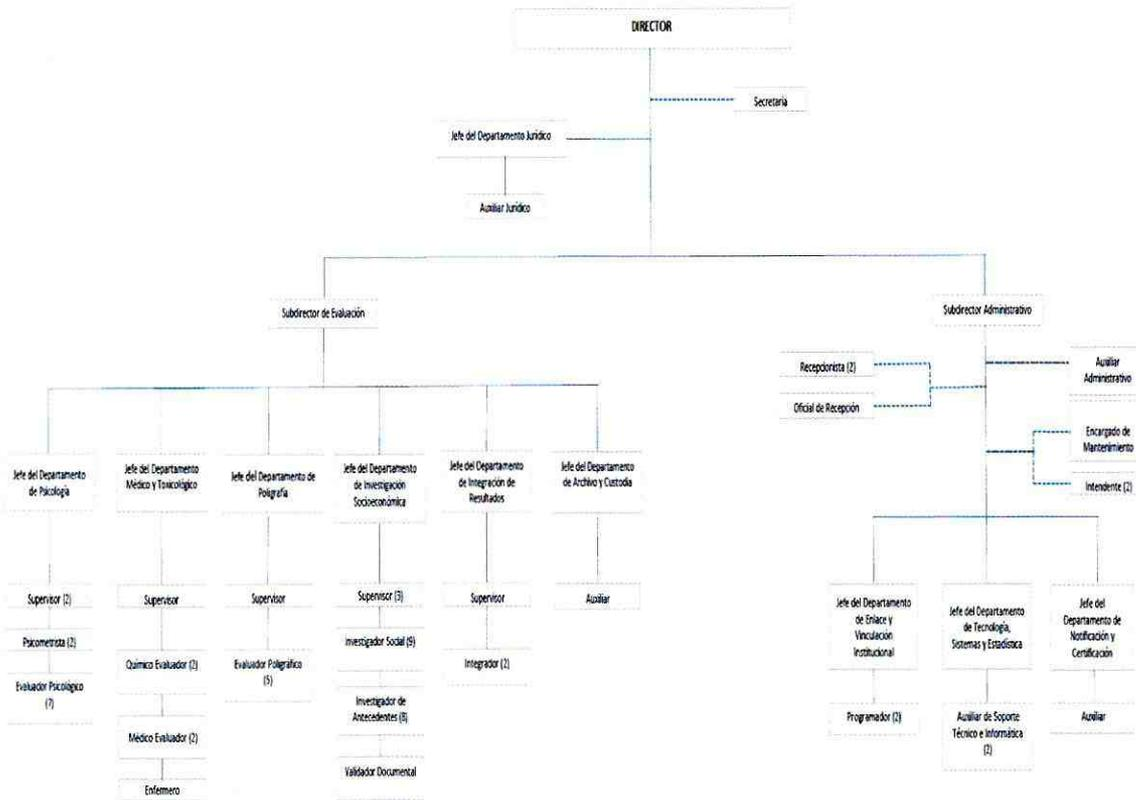 DIRECTOR
Secretaria
Jefe del Departamento Jurídico
Auxiliar Jurídico
Subdirector de Evaluación
Subdirector Administrativo
Recepcionista (2)
Oficial de Recepción
Auxiliar
Administrativo
Encargado de
Mantenimiento
Intendente (2)
Jefe del Departamento
de Psicología
Supervisor (2)
Psicometrista (2)
Evaluador Psicológico
(7)
Jefe del Departamento
Médico y Toxicológico
Supervisor
Químico Evaluador (2)
Médico Evaluador (2)
Enfermero
Jefe del Departamento de
Poligrafía
Supervisor
Evaluador Poligráfico
(5)
Jefe del Departamento
de Investigación
Socioeconómica
Supervisor (3)
Investigador Social (9)
Investigador de
Antecedentes (8)
Validador Documental
Jefe del Departamento
de Integración de
Resultados
Supervisor
Integrador (2)
Jefe del Departamento
de Archivo y Custodia
Auxiliar
Jefe del Departamento
de Enlace y
Vinculación
Institucional
Programador (2)
Jefe del Departamento
de Tecnología,
Sistemas y Estadística
Auxiliar de Soporte
Técnico e Informática
(2)
Jefe del
Departamento de
Notificación y
Certificación
Auxiliar